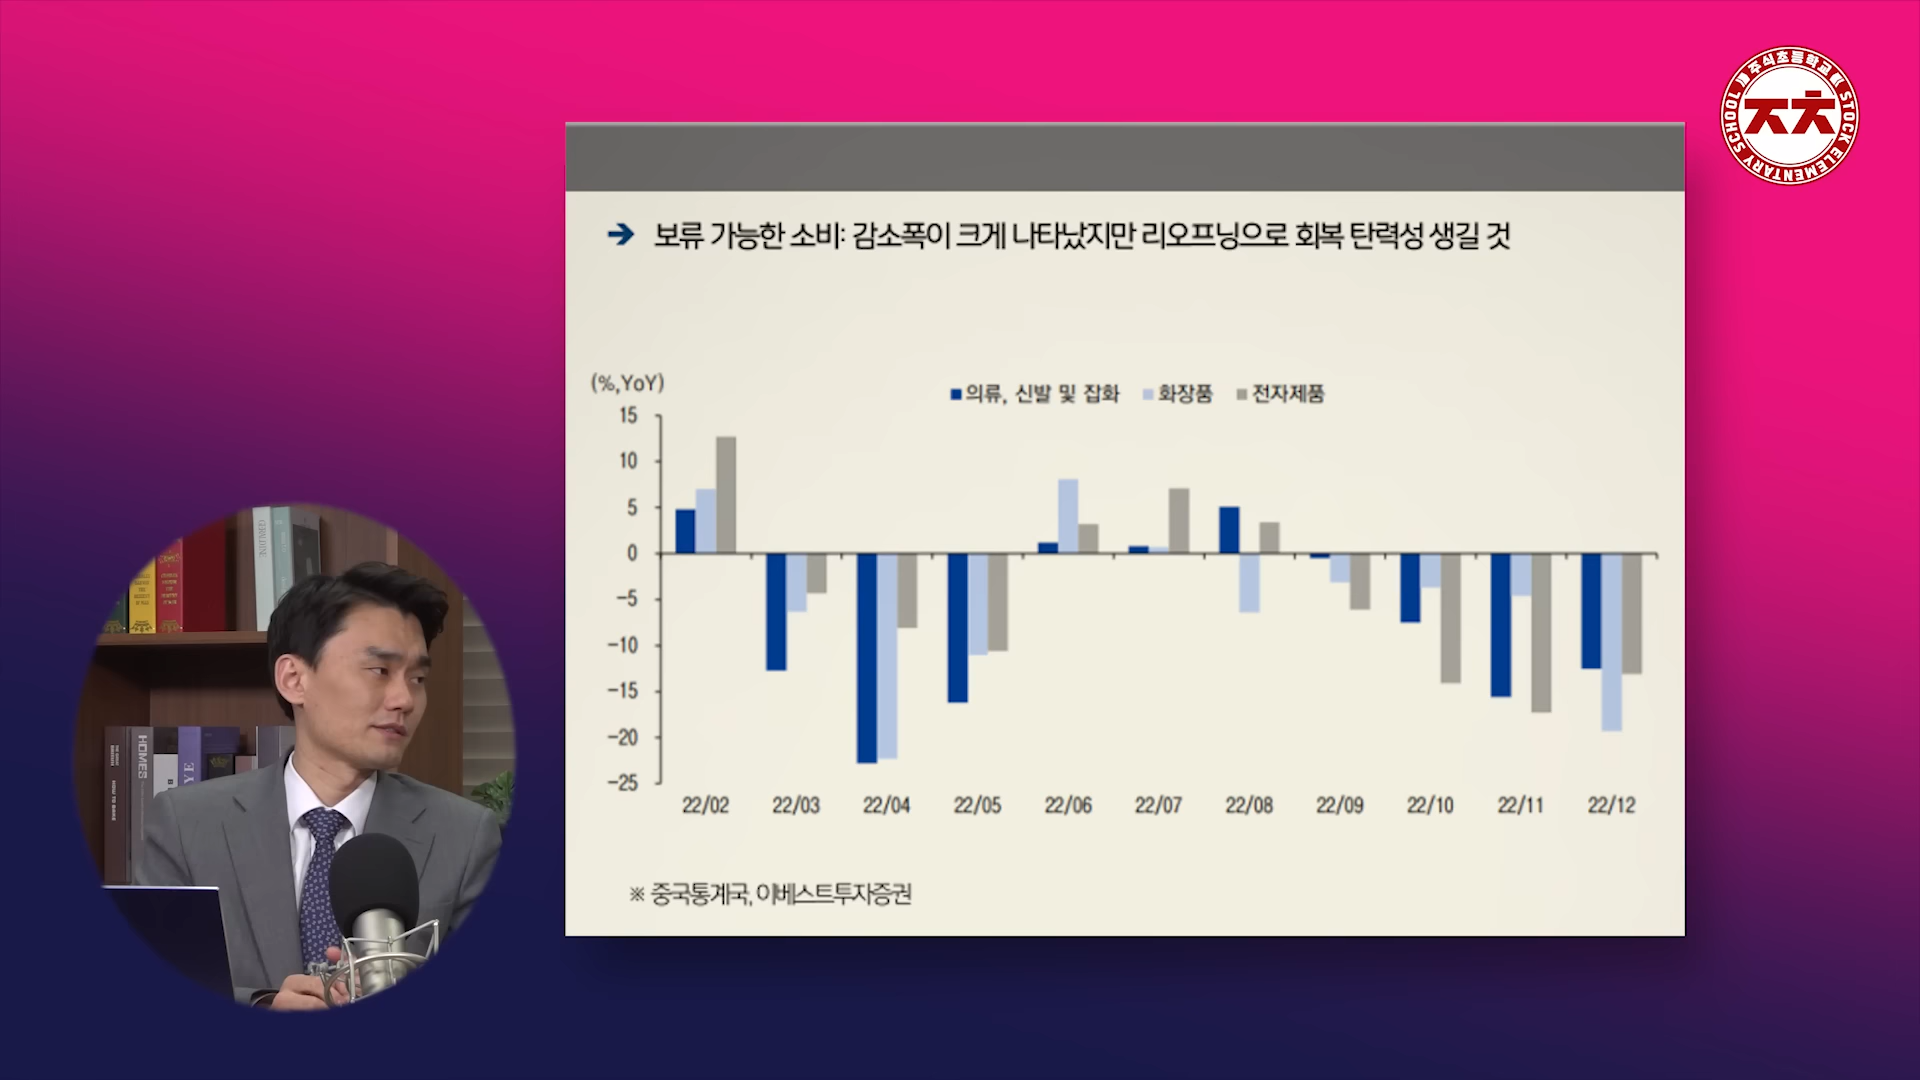 주식초등학교
STOCK ELEMENTARY SCHOOL
주초
보류 가능한 소비: 감소폭이 크게 나타났지만 리오프닝으로 회복 탄력성 생길 것
(%,YoY)
의류, 신발 및 잡화 화장품 전자제품
15
10
5
0
-5
-10
-15
-20
-25
22/02 22/03 22/04 22/05 22/06 22/07 22/08 22/09 22/10 22/11 22/12
※ 중국통계국, 이베스트투자증권
HOMES
YE